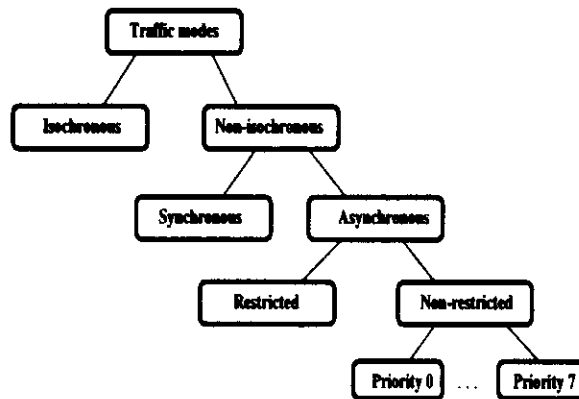 Traffic modes
Isochronous
Non-isochronous
Synchronous
Asynchronous
Restricted
Non-restricted
Priority 0 ... Priority 7